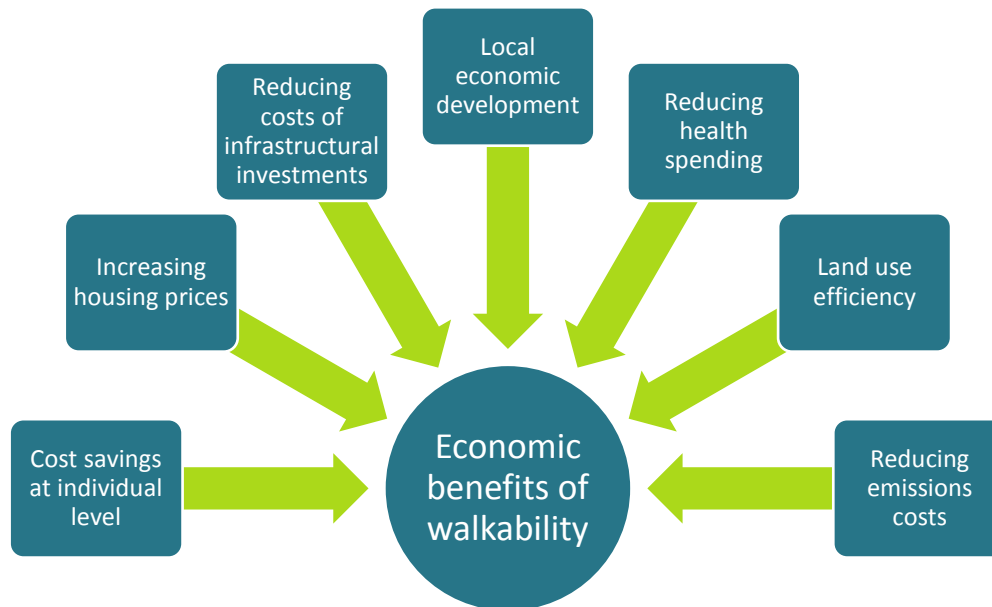 Cost savings
at individual
level
Increasing
housing prices
Reducing
costs of
infrastructural
investments
Local
economic
development
Reducing
health
spending
Land use
efficiency
Reducing
emissions
costs
Economic
benefits of
walkability